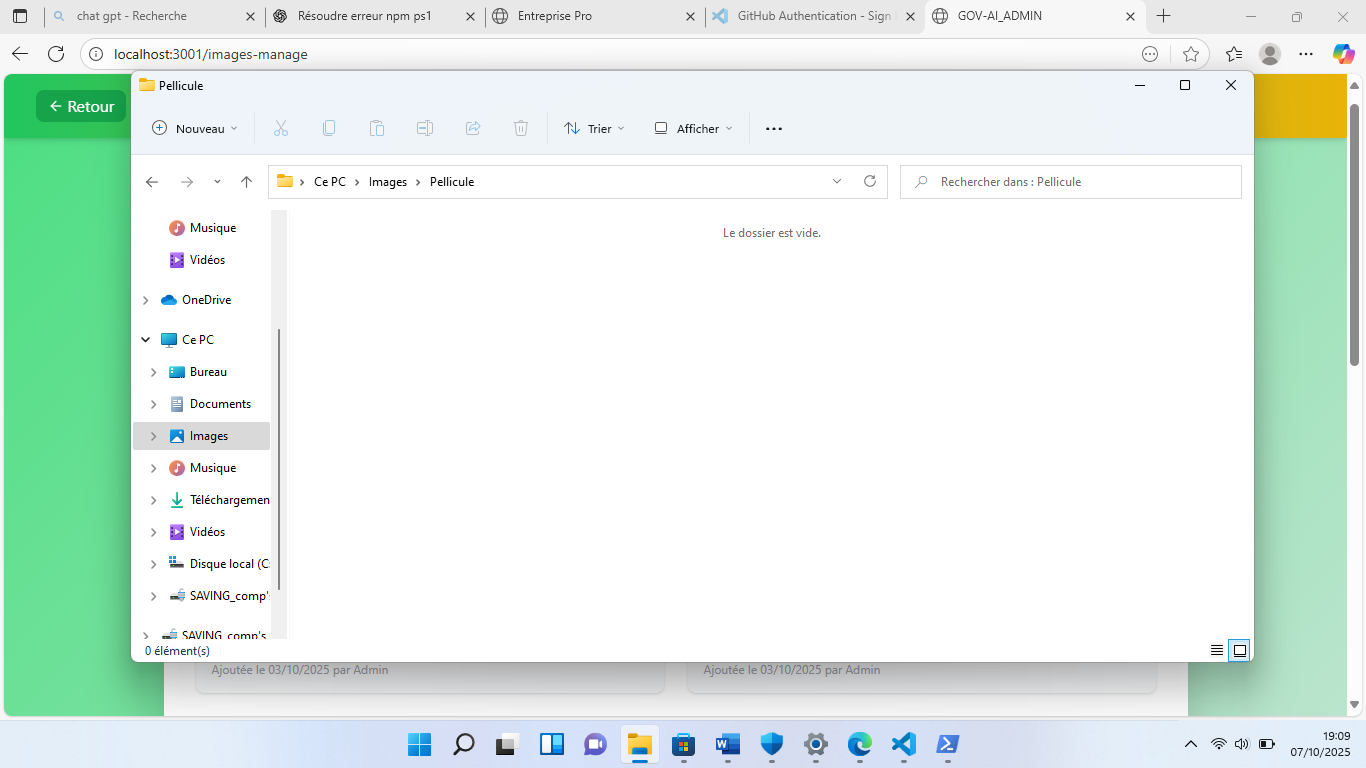 chat gpt - Recherche
Résoudre erreur npm ps1
Entreprise Pro
GitHub Authentication - Sign
GOV-AI_ADMIN
localhost:3001/images-manage
Retour
Pellicule
Nouveau
Trier
Afficher
Ce PC > Images > Pellicule
Rechercher dans : Pellicule
Le dossier est vide.
Musique
Vidéos
OneDrive
Ce PC
Bureau
Documents
Images
Musique
Téléchargemen
Vidéos
Disque local (C:
SAVING_comp's
SAVING_comp's
0 élément(s)
Ajoutée le 03/10/2025 par Admin
Ajoutée le 03/10/2025 par Admin
19:09
07/10/2025